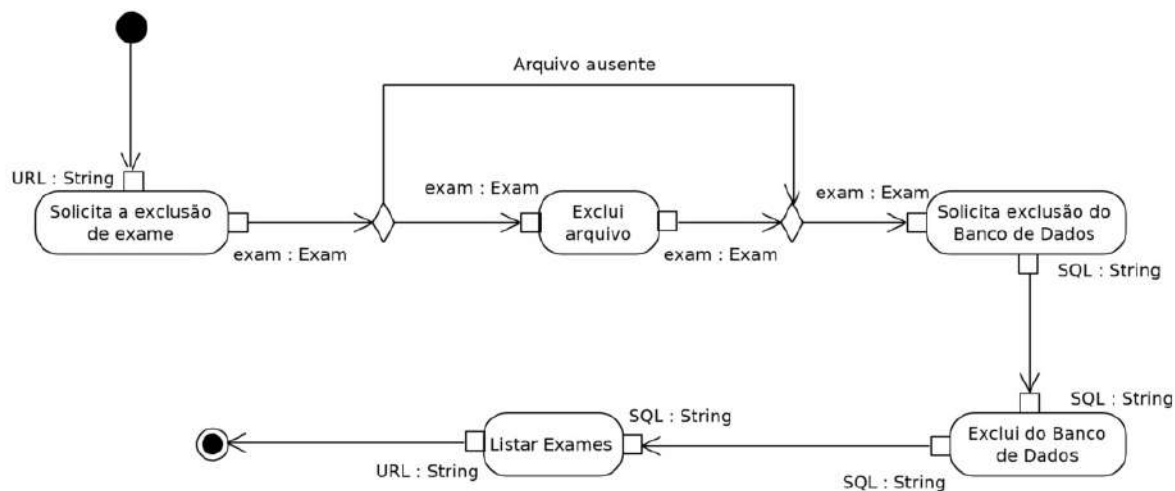 Arquivo ausente
URL : String
Solicita a exclusão
de exame
exam : Exam
exam : Exam
Exclui
arquivo
exam : Exam
exam : Exam
Solicita exclusão do
Banco de Dados
SQL : String
SQL : String
Exclui do Banco
de Dados
SQL : String
SQL : String
Listar Exames
URL : String